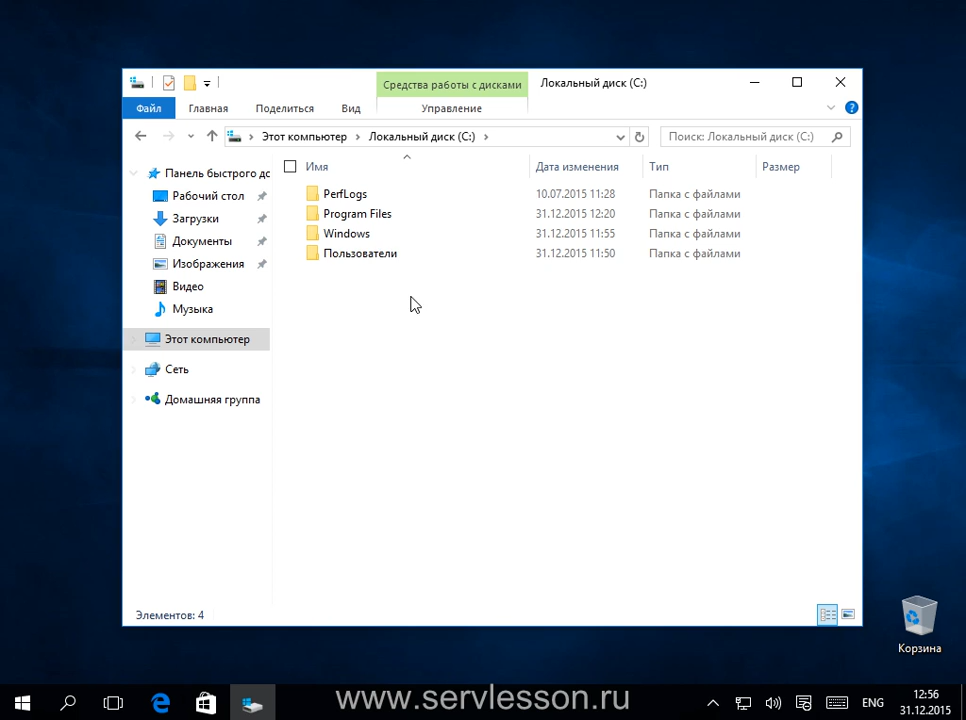 Средства работы с дисками
Локальный диск (C:)
Файл
Главная
Поделиться
Вид
Управление
Этот компьютер
Локальный диск (C:)
Поиск: Локальный диск (C:)
Имя
Дата изменения
Тип
Размер
PerfLogs
10.07.2015 11:28
Папка с файлами
Program Files
31.12.2015 12:20
Папка с файлами
Windows
31.12.2015 11:55
Папка с файлами
Пользователи
31.12.2015 11:50
Папка с файлами
Панель быстрого дс
Рабочий стол
Загрузки
Документы
Изображения
Видео
Музыка
Этот компьютер
Сеть
Домашняя группа
Элементов: 4
Корзина
www.servlesson.ru
ENG
12:56
31.12.2015